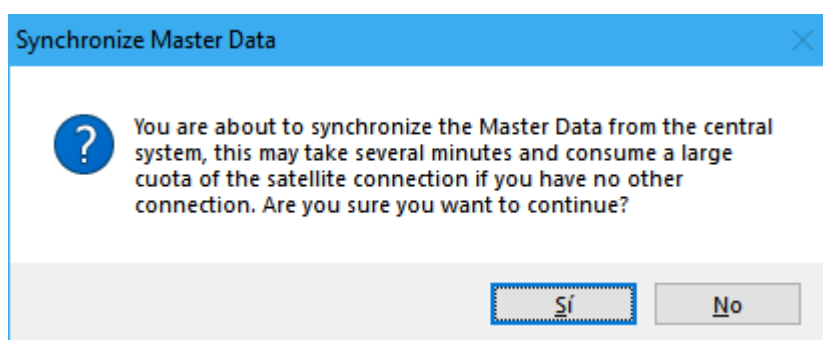 Synchronize Master Data
You are about to synchronize the Master Data from the central
system, this may take several minutes and consume a large
cuota of the satellite connection if you have no other
connection. Are you sure you want to continue?
Sí
No